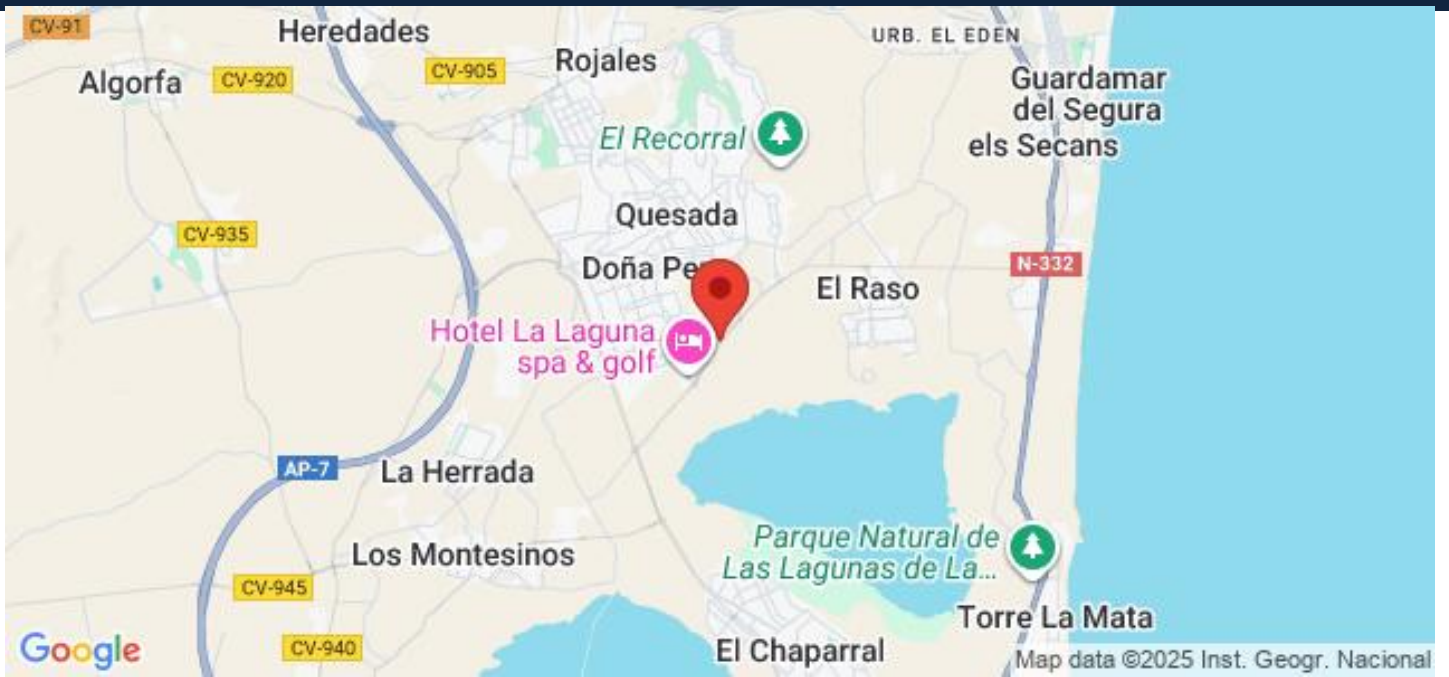 CV-91
Heredades
Rojales
URB. EL EDEN
Algorfa
CV-920
CV-905
Guardamar
del Segura
El Recorral
els Secans
Quesada
CV-935
Doña Pe
N-332
El Raso
Hotel La Laguna
spa & golf
AP-7
La Herrada
Parque Natural de
Las Lagunas de La...
Los Montesinos
CV-945
Torre La Mata
Google
CV-940
El Chaparral
Map data ©2025 Inst. Geogr. Nacional